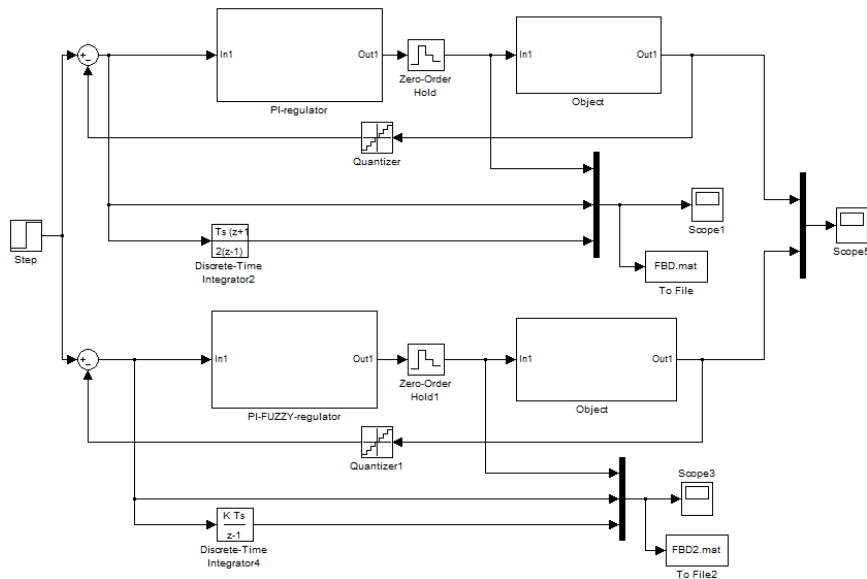 In1
Out1
PI-regulator
Zero-Order
Hold
In1
Out1
Object
Quantizer
Step
Ts (z+1
2(z-1)
Discrete-Time
Integrator2
Scope1
FBD.mat
To File
Scope5
In1
Out1
PI-FUZZY-regulator
Zero-Order
Hold1
In1
Out1
Object
Quantizer1
K Ts
z-1
Discrete-Time
Integrator4
Scope3
FBD2.mat
To File2